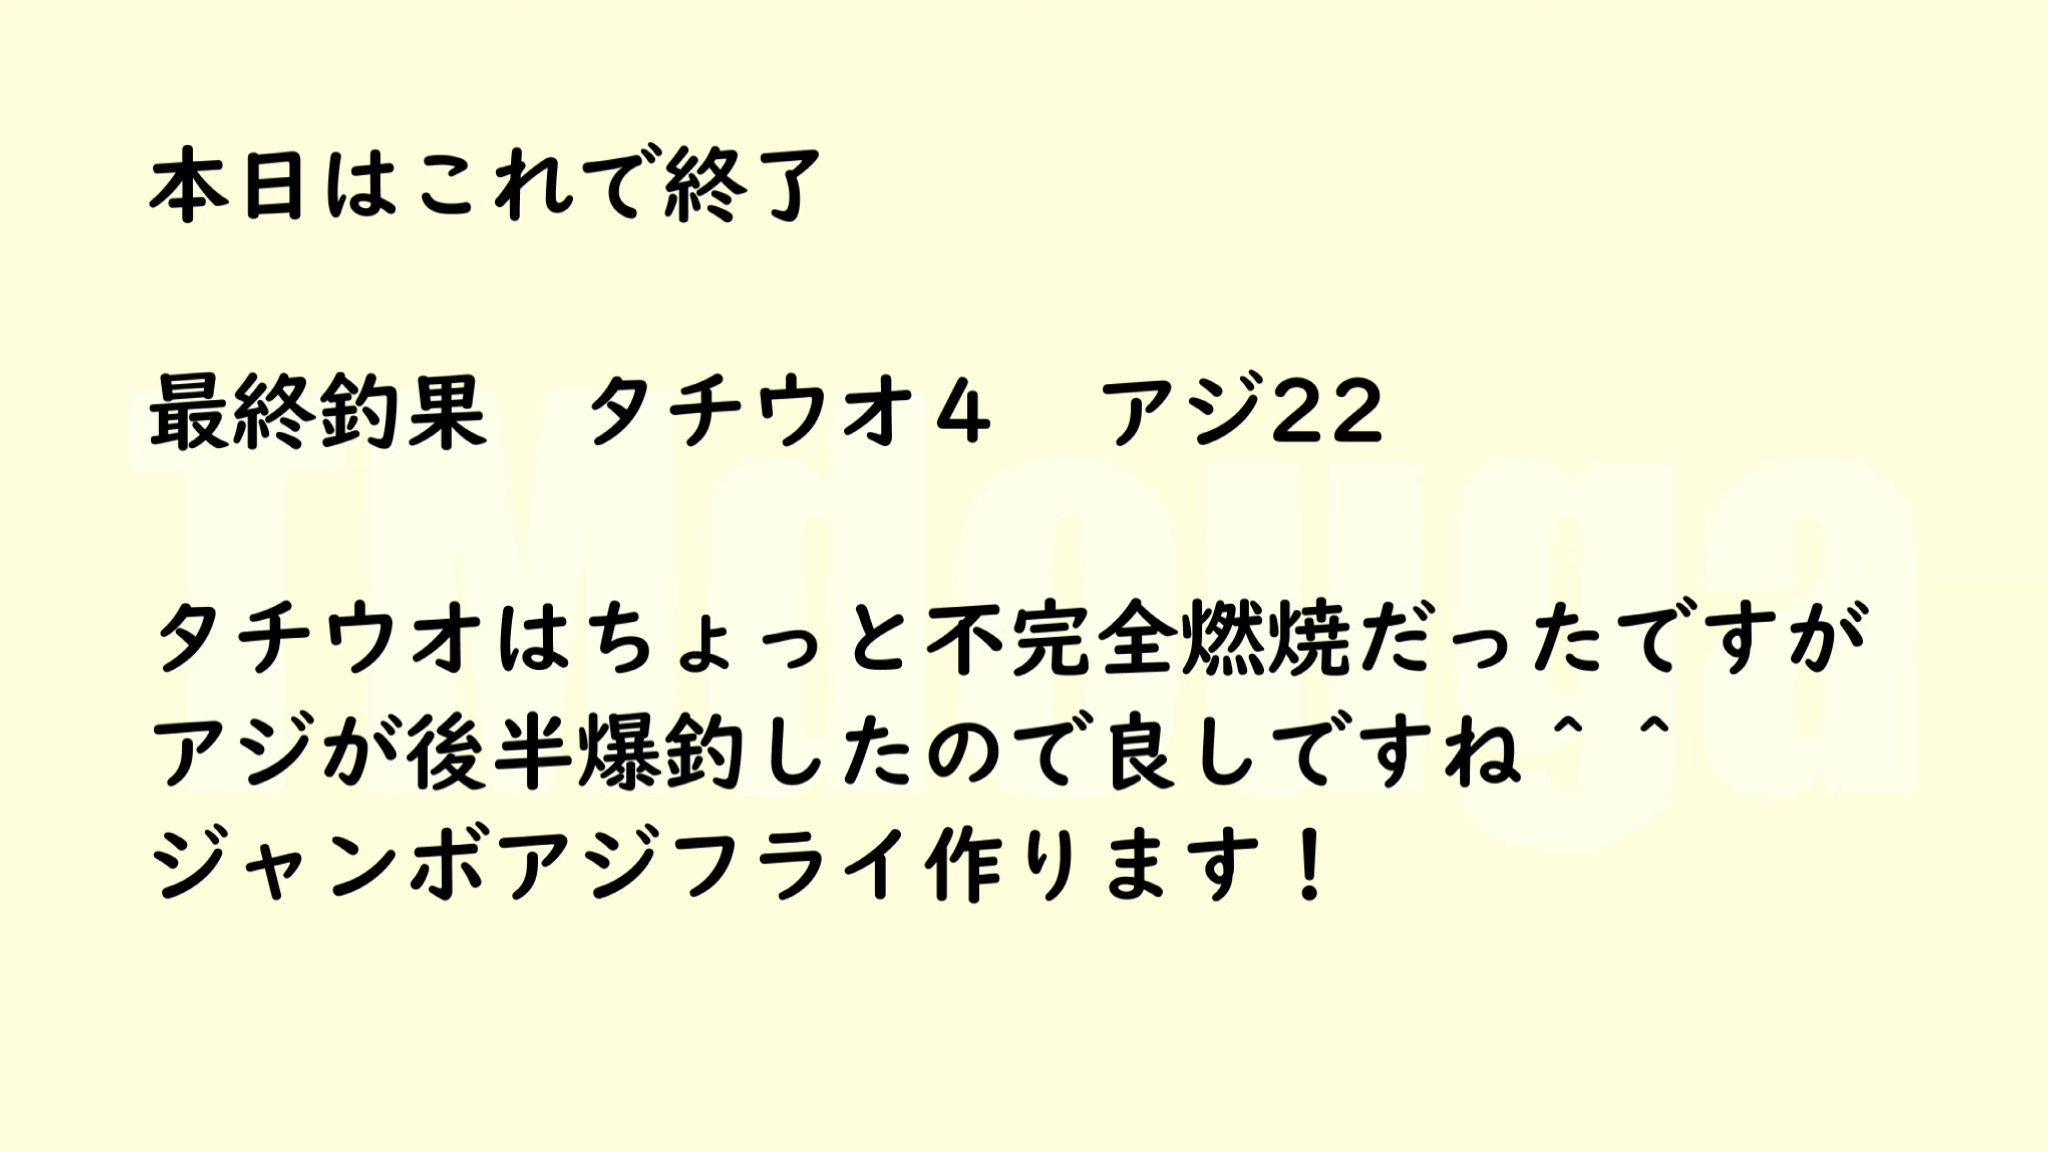 本日はこれで終了
最終釣果　タチウオ４　アジ22
TMdouga
タチウオはちょっと不完全燃焼だったですが
アジが後半爆釣したので良しですね＾＾
ジャンボアジフライ作ります！